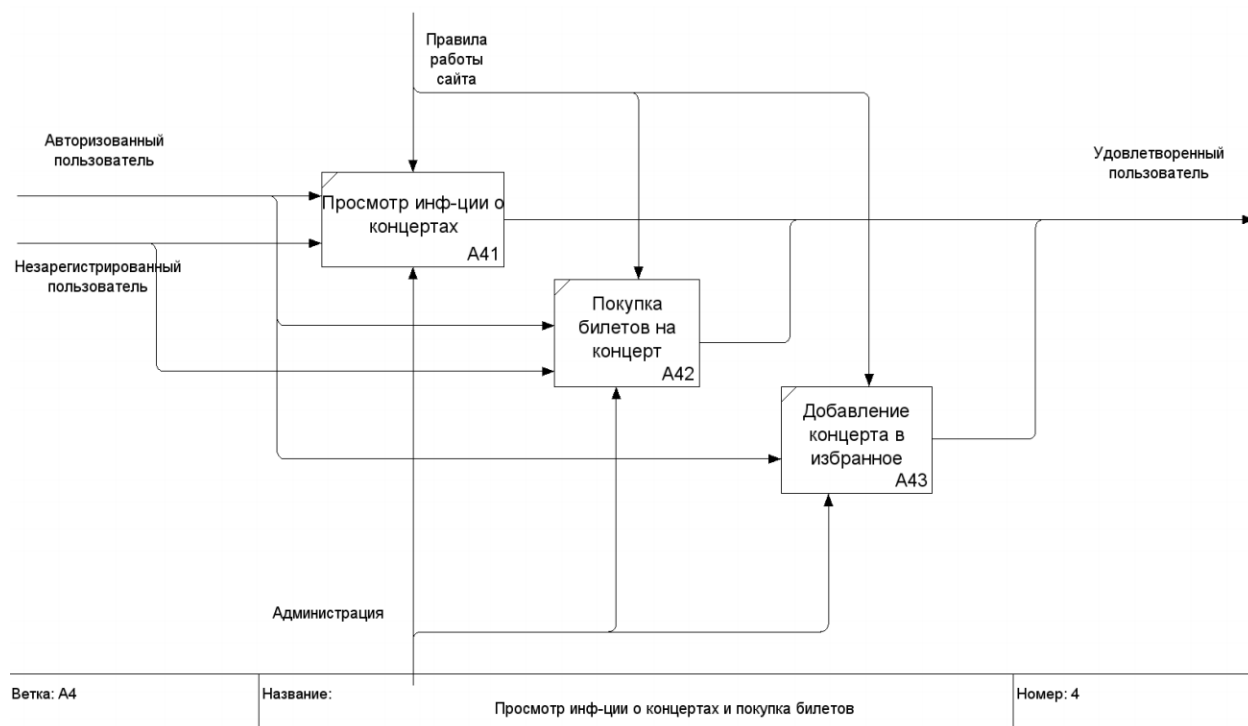 Правила
работы
сайта
Авторизованный
пользователь
Удовлетворенный
пользователь
Просмотр инф-ции о
концертах
A41
Незарегистрированный
пользователь
Покупка
билетов на
концерт
A42
Добавление
концерта в
избранное
A43
Администрация
Ветка: A4
Название:
Просмотр инф-ции о концертах и покупка билетов
Номер: 4